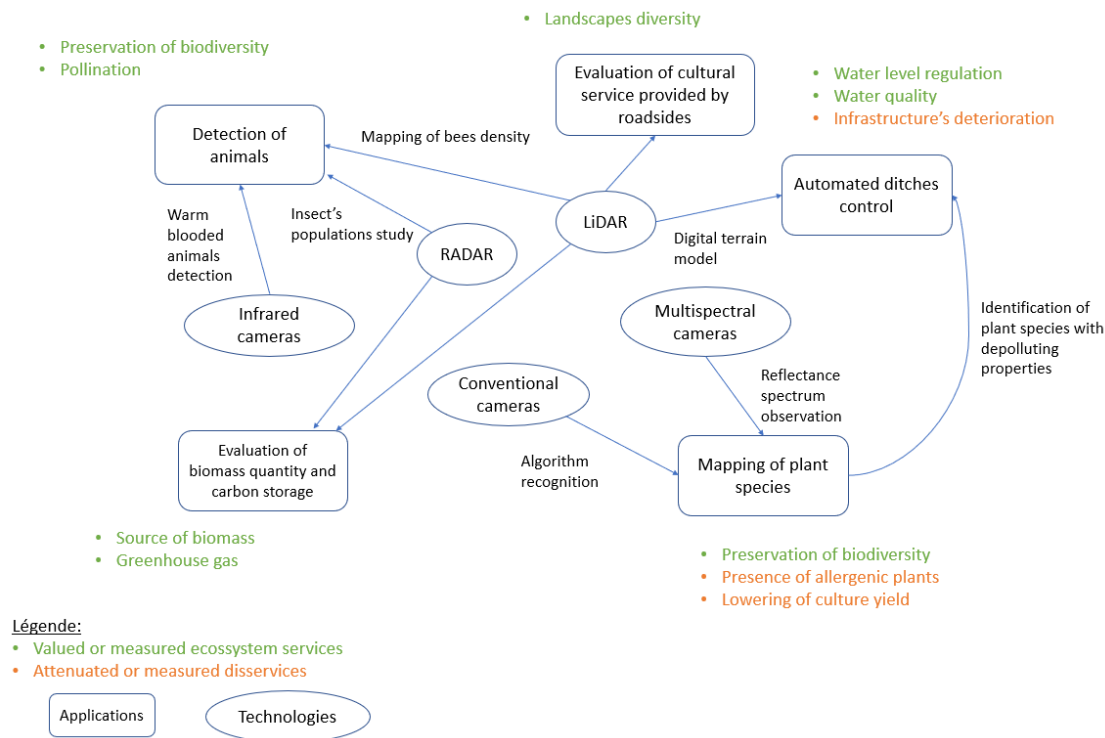 • Landscapes diversity
• Preservation of biodiversity
• Pollination
Evaluation of cultural
service provided by
roadsides
• Water level regulation
• Water quality
• Infrastructure's deterioration
Detection of
animals
Mapping of bees density
Automated ditches
control
Warm
blooded
animals
detection
Insect's
populations study
RADAR
LiDAR
Digital terrain
model
Infrared
cameras
Multispectral
cameras
Identification of
plant species with
depolluting
properties
Conventional
cameras
Reflectance
spectrum
observation
Evaluation of
biomass quantity and
carbon storage
Algorithm
recognition
Mapping of plant
species
• Source of biomass
• Greenhouse gas
• Preservation of biodiversity
• Presence of allergenic plants
• Lowering of culture yield
Légende:
• Valued or measured ecosystem services
• Attenuated or measured disservices
Applications
Technologies